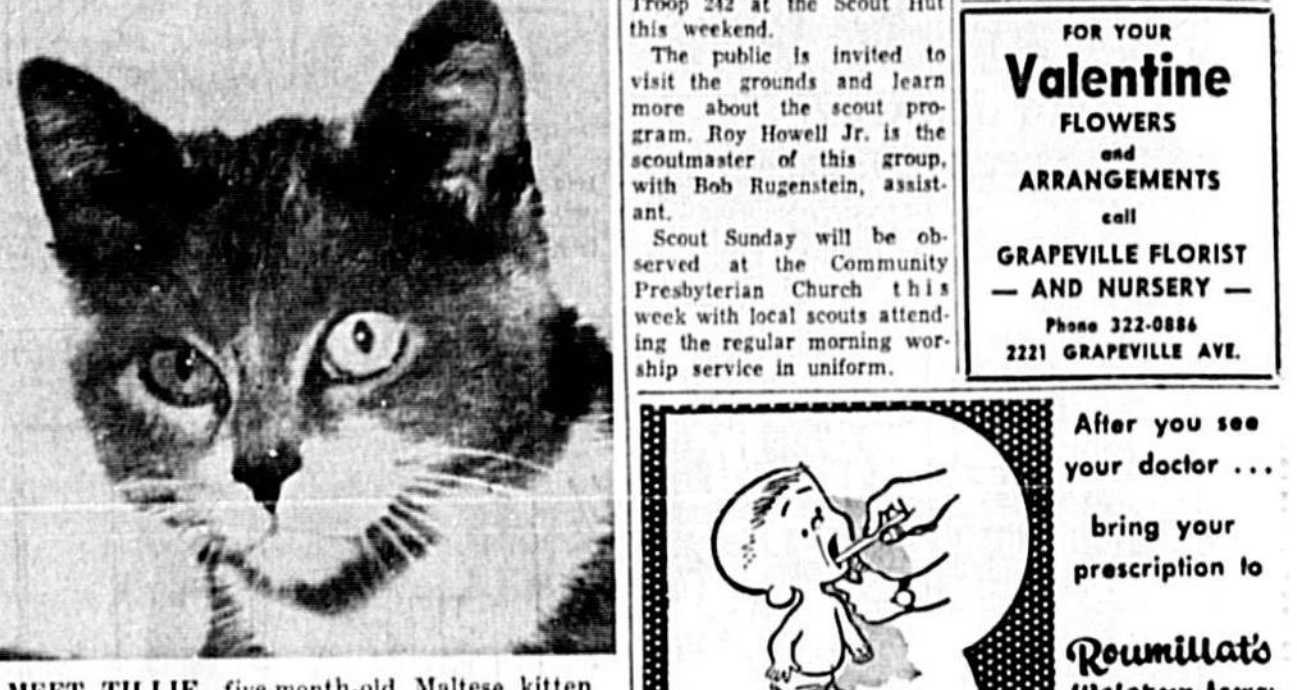 Troop 242 at the Scout Hut
this weekend.
The public is invited to
visit the grounds and learn
more about the scout pro-
gram. Roy Howell Jr. is the
scoutmaster of this group,
with Bob Rugenstein, assist-
ant.
Scout Sunday will be ob-
served at the Community
Presbyterian Church this
week with local scouts attend-
ing the regular morning wor-
ship service in uniform.
FOR YOUR
Valentine
FLOWERS
and
ARRANGEMENTS
call
GRAPEVILLE FLORIST
— AND NURSERY —
Phone 322-0886
2221 GRAPEVILLE AVE.
After you see
your doctor ...
bring your
prescription to
Roumillat's
MEET TILLIE, five-month-old Maltese kitten